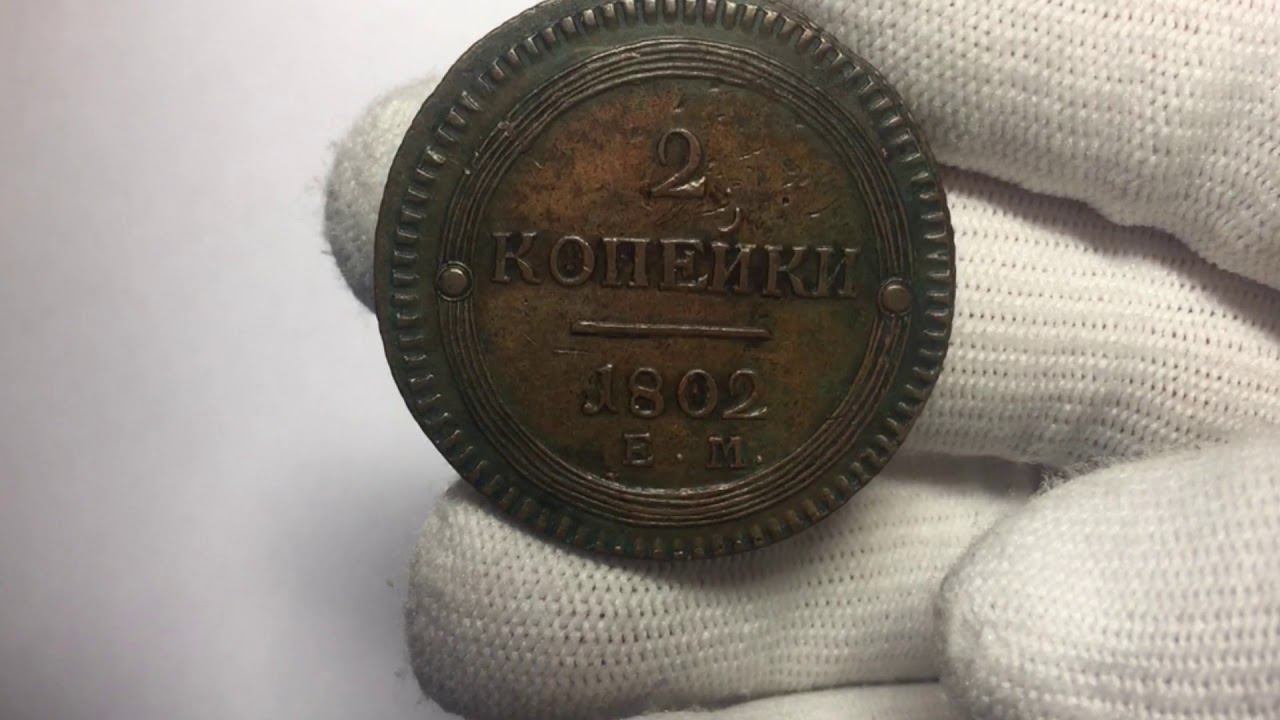 2
КОПЕЙКИ
1802
Е . М.